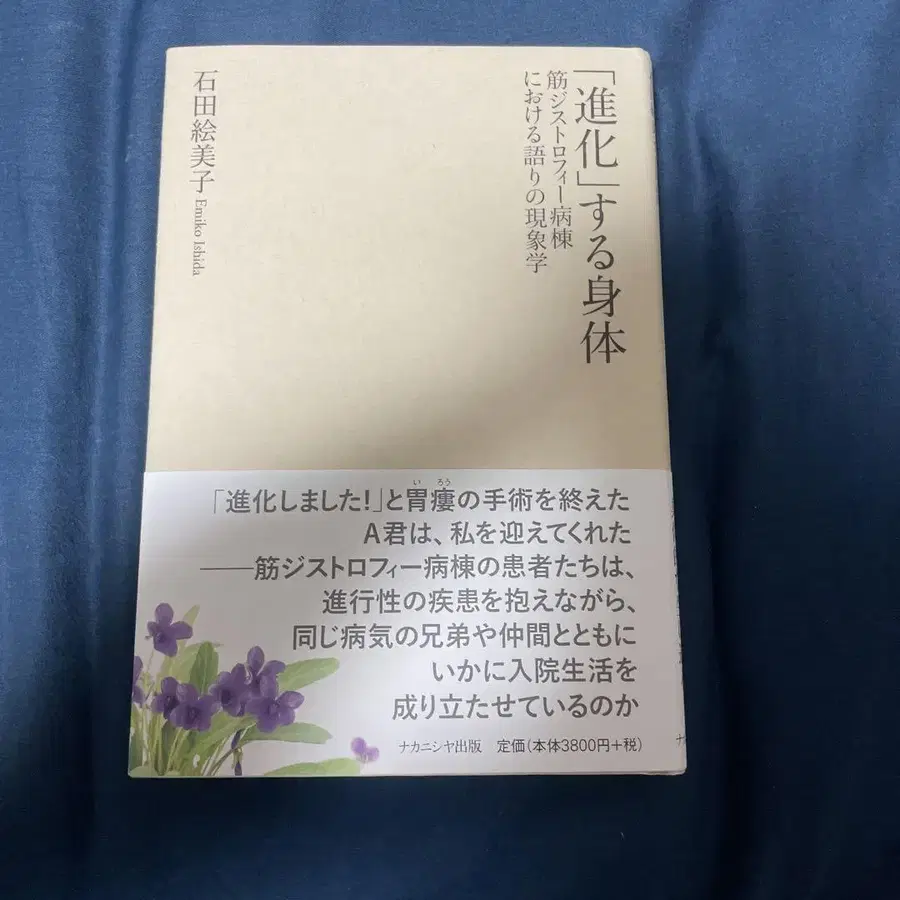 「進化」する身体
筋ジストロフィー病棟
における語りの現象学
石田絵美子 Emiko Ishida
「進化しました!」と胃瘻の手術を終えた
いろう
A君は、私を迎えてくれた
──筋ジストロフィー病棟の患者たちは、
進行性の疾患を抱えながら、
同じ病気の兄弟や仲間とともに
いかに入院生活を
成り立たせているのか
ナカニシヤ出版 定価(本体3800円+税)